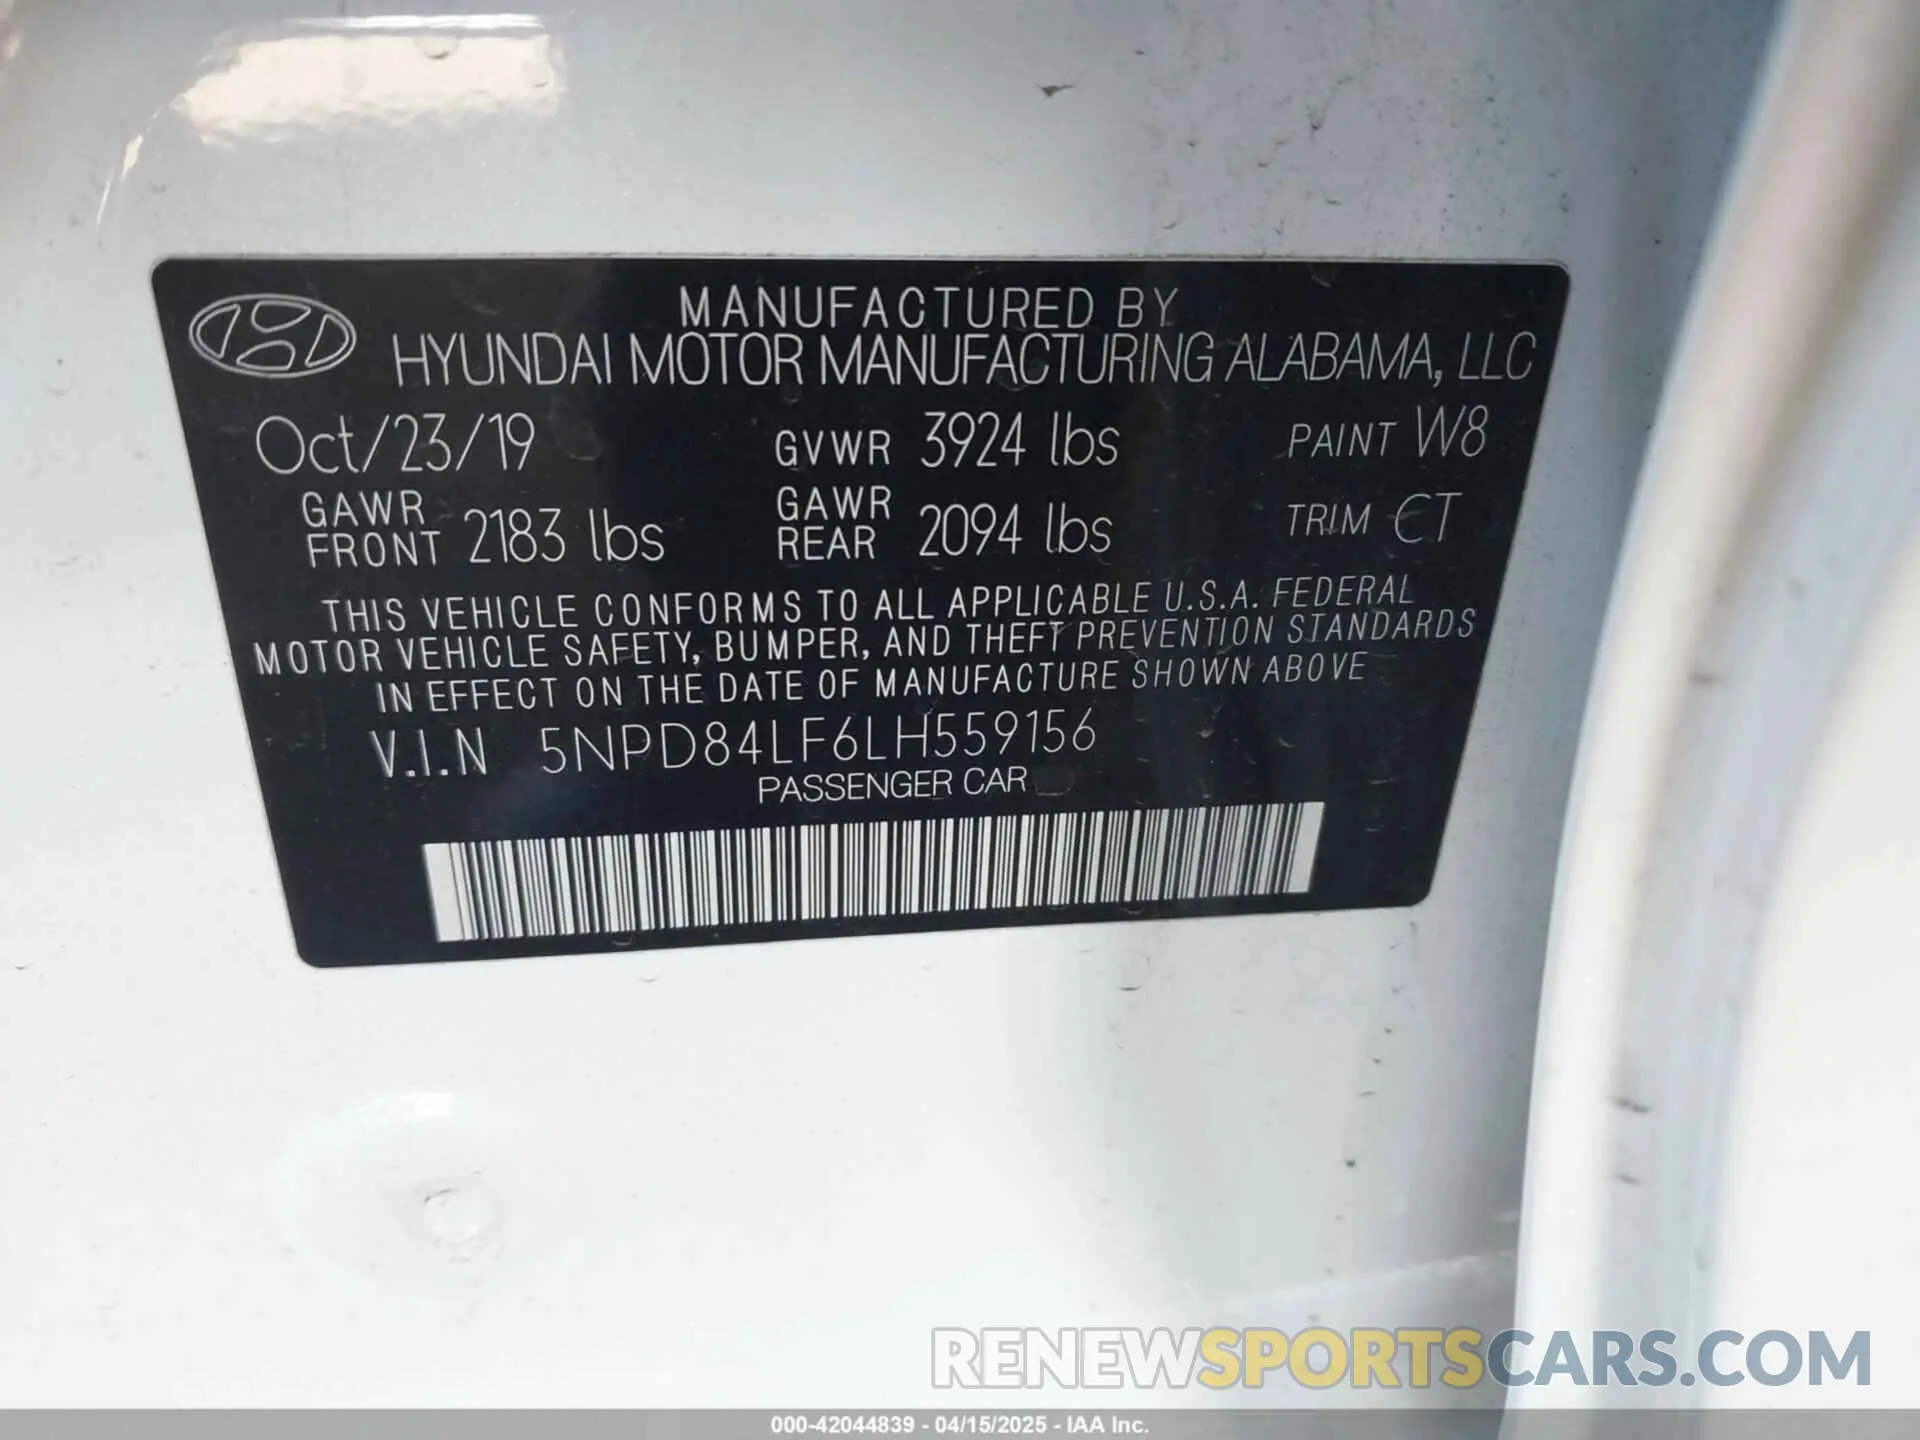 MANUFACTURED BY
HYUNDAI MOTOR MANUFACTURING ALABAMA, LLC
Oct/23/19 GVWR 3924 lbs PAINT W8
GAWR FRONT 2183 lbs GAWR REAR 2094 lbs TRIM CT
THIS VEHICLE CONFORMS TO ALL APPLICABLE U.S.A. FEDERAL
MOTOR VEHICLE SAFETY, BUMPER, AND THEFT PREVENTION STANDARDS
IN EFFECT ON THE DATE OF MANUFACTURE SHOWN ABOVE
V.I.N 5NPD84LF6LH559156
PASSENGER CAR
RENEWSPORTSCARS.COM
000-42044839 - 04/15/2025 - IAA Inc.